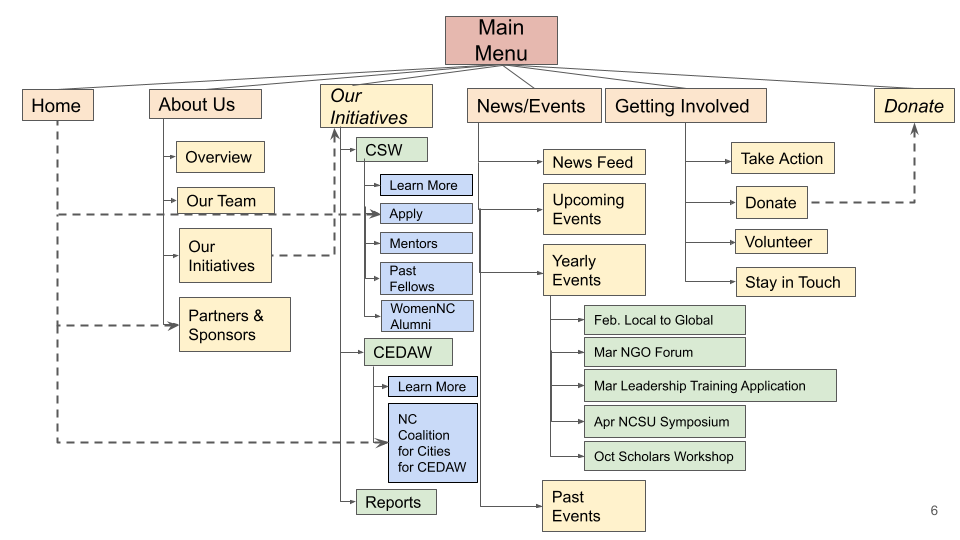 Main
Menu
Home
About Us
Our
Initiatives
News/Events
Getting Involved
Donate
Overview
Our Team
Our
Initiatives
Partners &
Sponsors
CSW
Learn More
Apply
Mentors
Past
Fellows
WomenNC
Alumni
CEDAW
Learn More
NC
Coalition
for Cities
for CEDAW
Reports
News Feed
Upcoming
Events
Yearly
Events
Feb. Local to Global
Mar NGO Forum
Mar Leadership Training Application
Apr NCSU Symposium
Oct Scholars Workshop
Past
Events
Take Action
Donate
Volunteer
Stay in Touch
6